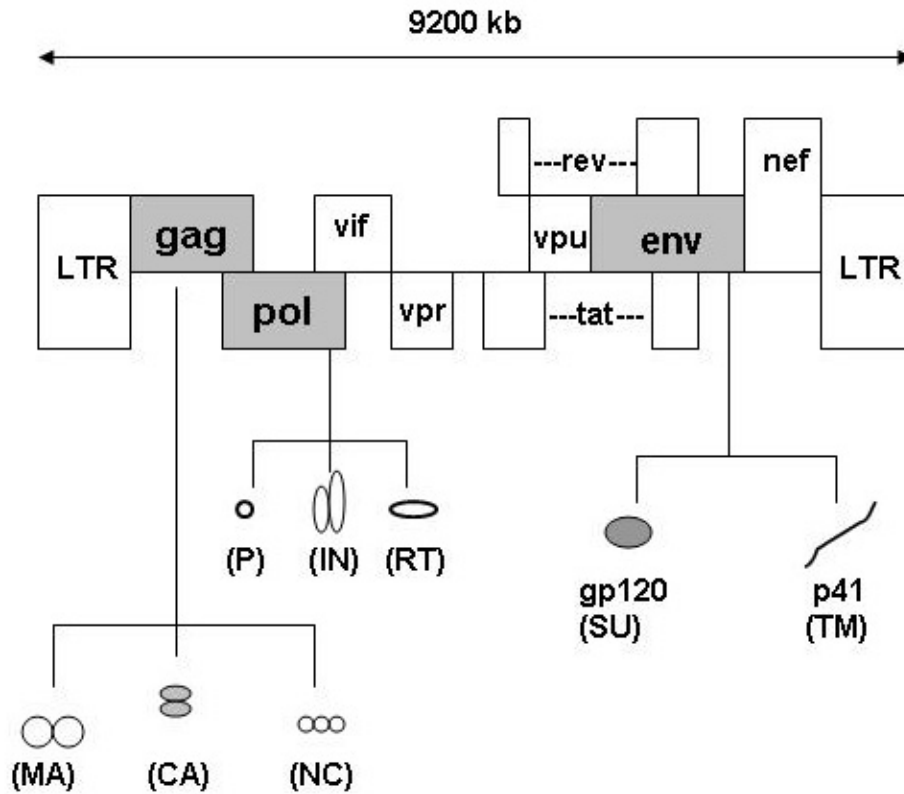 9200 kb
---rev---
nef
gag
vif
vpu
env
LTR
LTR
pol
vpr
---tat---
(P)
(IN)
(RT)
gp120
(SU)
p41
(TM)
(MA)
(CA)
(NC)